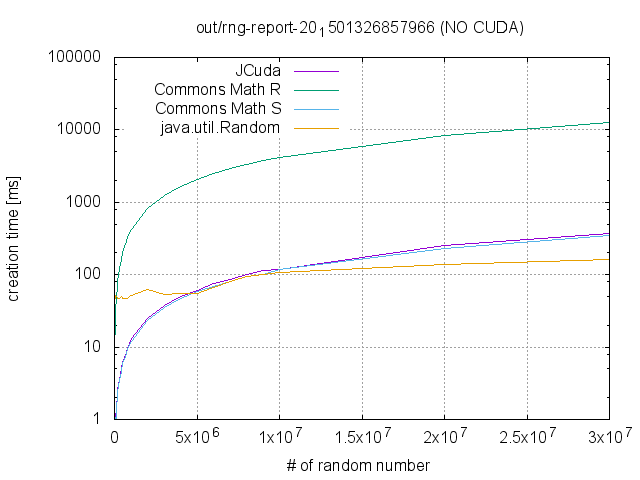 out/rng-report-20₁501326857966 (NO CUDA)
100000
10000
1000
100
10
1
creation time [ms]
JCuda
Commons Math R
Commons Math S
java.util.Random
0 5x10⁶ 1x10⁷ 1.5x10⁷ 2x10⁷ 2.5x10⁷ 3x10⁷
# of random number